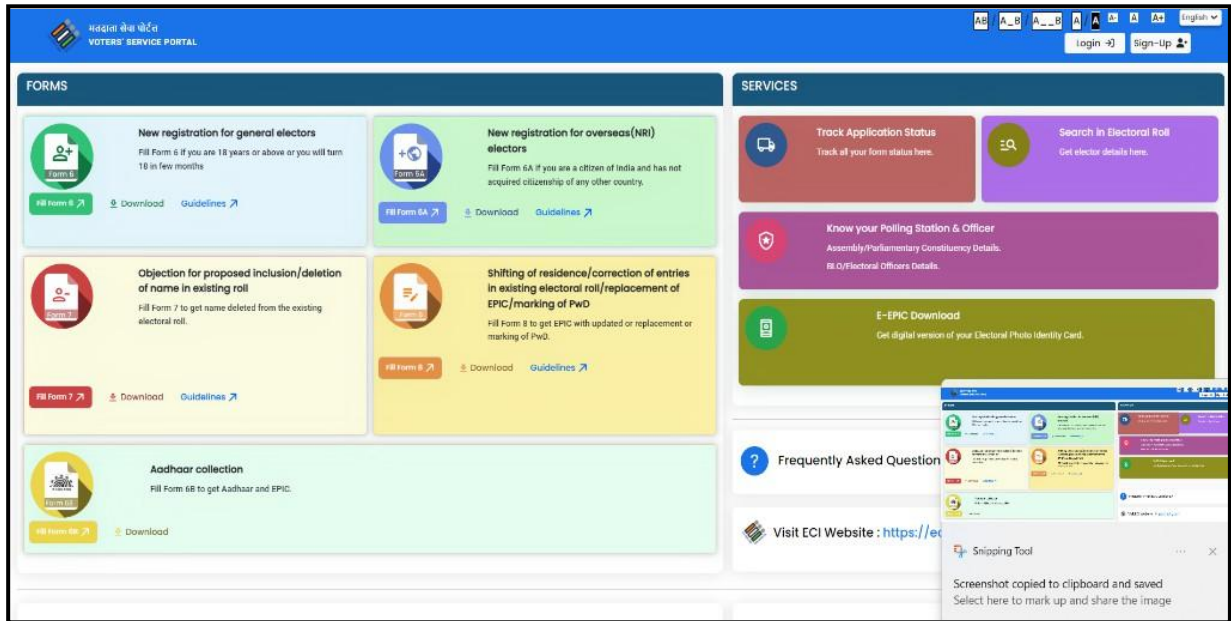 मतदाता सेवा पोर्टल
VOTERS' SERVICE PORTAL
AB / A_B / A__B A / A A- A A+ English
Login Sign-Up
FORMS
Form 6
New registration for general electors
Fill Form 6 if you are 18 years or above or you will turn
18 in few months
Fill Form 6 Download Guidelines
Form 6A
New registration for overseas(NRI)
electors
Fill Form 6A if you are a citizen of India and has not
acquired citizenship of any other country.
Fill Form 6A Download Guidelines
Form 7
Objection for proposed inclusion/deletion
of name in existing roll
Fill Form 7 to get name deleted from the existing
electoral roll.
Fill Form 7 Download Guidelines
Form 8
Shifting of residence/correction of entries
in existing electoral roll/replacement of
EPIC/marking of PwD
Fill Form 8 to get EPIC with updated or replacement or
marking of PwD.
Fill Form 8 Download Guidelines
Form 6B
Aadhaar collection
Fill Form 6B to get Aadhaar and EPIC.
Fill Form 6B Download
SERVICES
Track Application Status
Track all your form status here.
Search in Electoral Roll
Get elector details here.
Know your Polling Station & Officer
Assembly/Parliamentary Constituency Details.
BLO/Electoral Officers Details.
E-EPIC Download
Get digital version of your Electoral Photo Identity Card.
? Frequently Asked Question
Visit ECI Website : https://ec
Snipping Tool
Screenshot copied to clipboard and saved
Select here to mark up and share the image